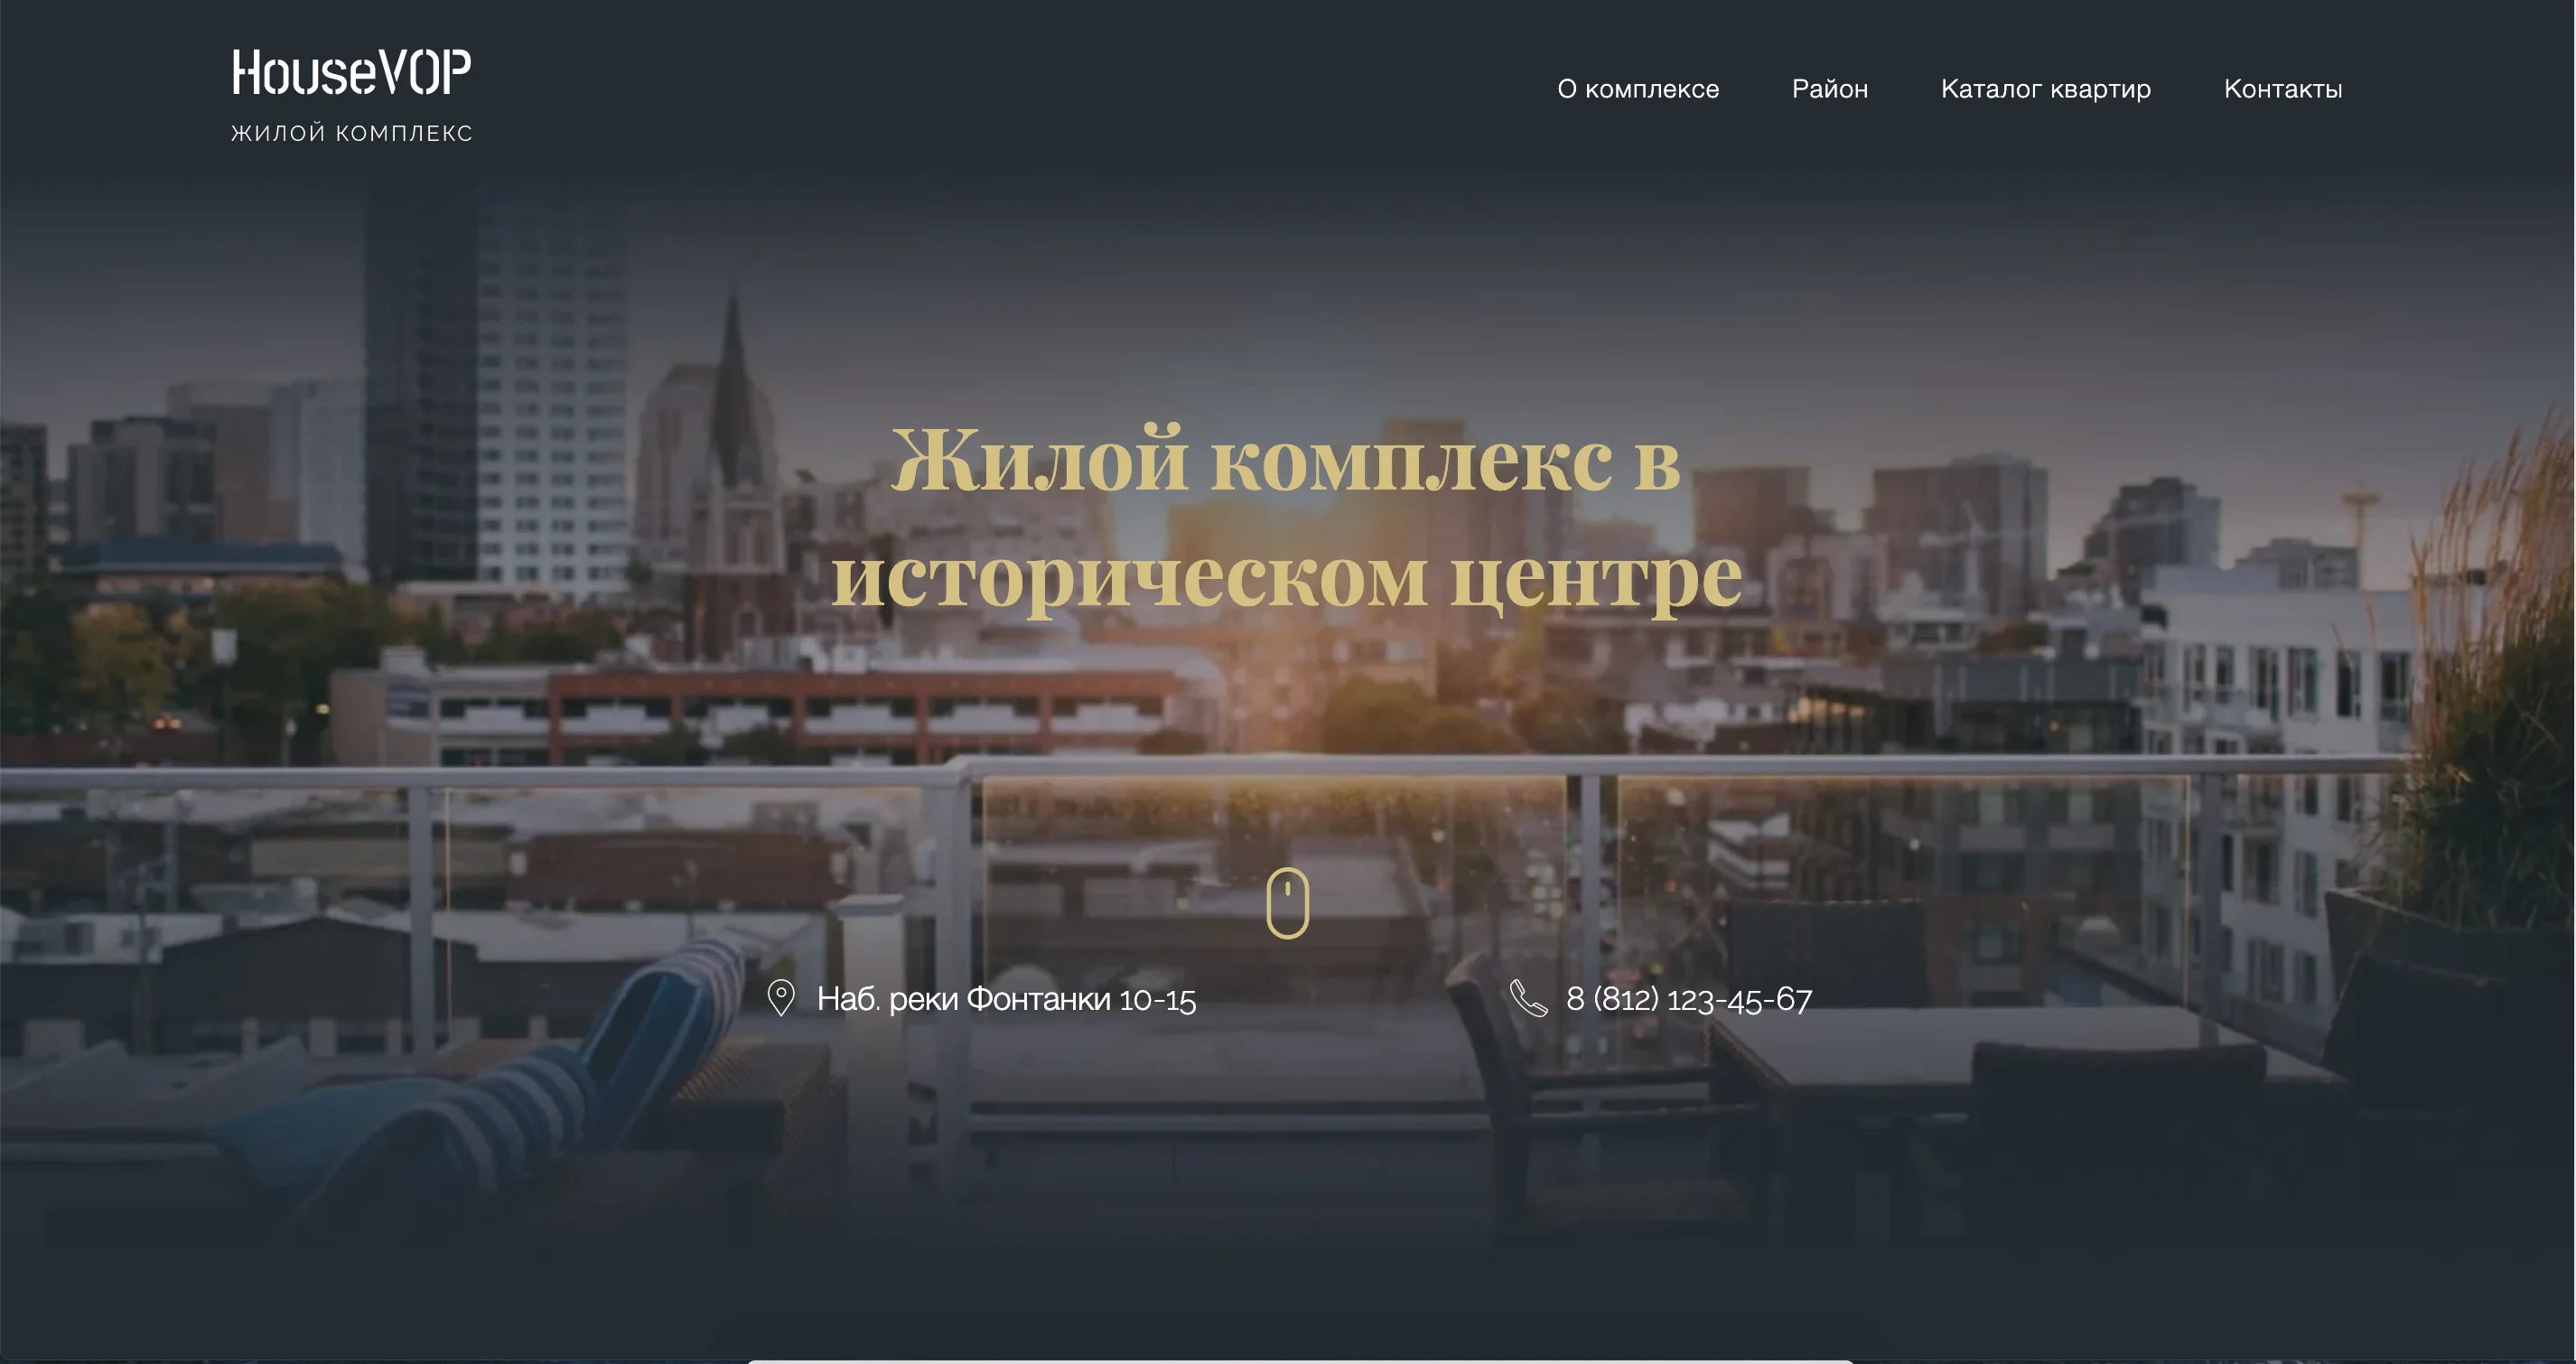 HouseVOP
ЖИЛОЙ КОМПЛЕКС
О комплексе
Район
Каталог квартир
Контакты
Жилой комплекс в
историческом центре
Наб. реки Фонтанки 10-15
8 (812) 123-45-67